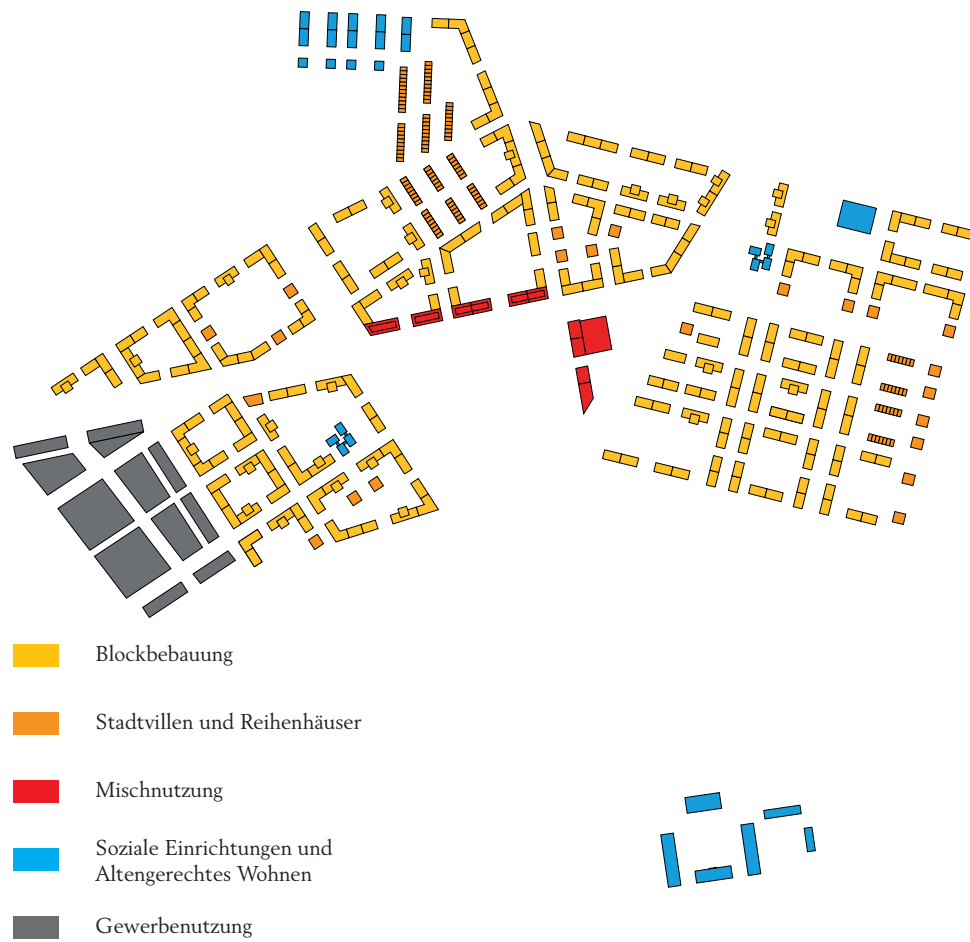 Blockbebauung
Stadtvillen und Reihenhäuser
Mischnutzung
Soziale Einrichtungen und
Altengerechtes Wohnen
Gewerbenutzung